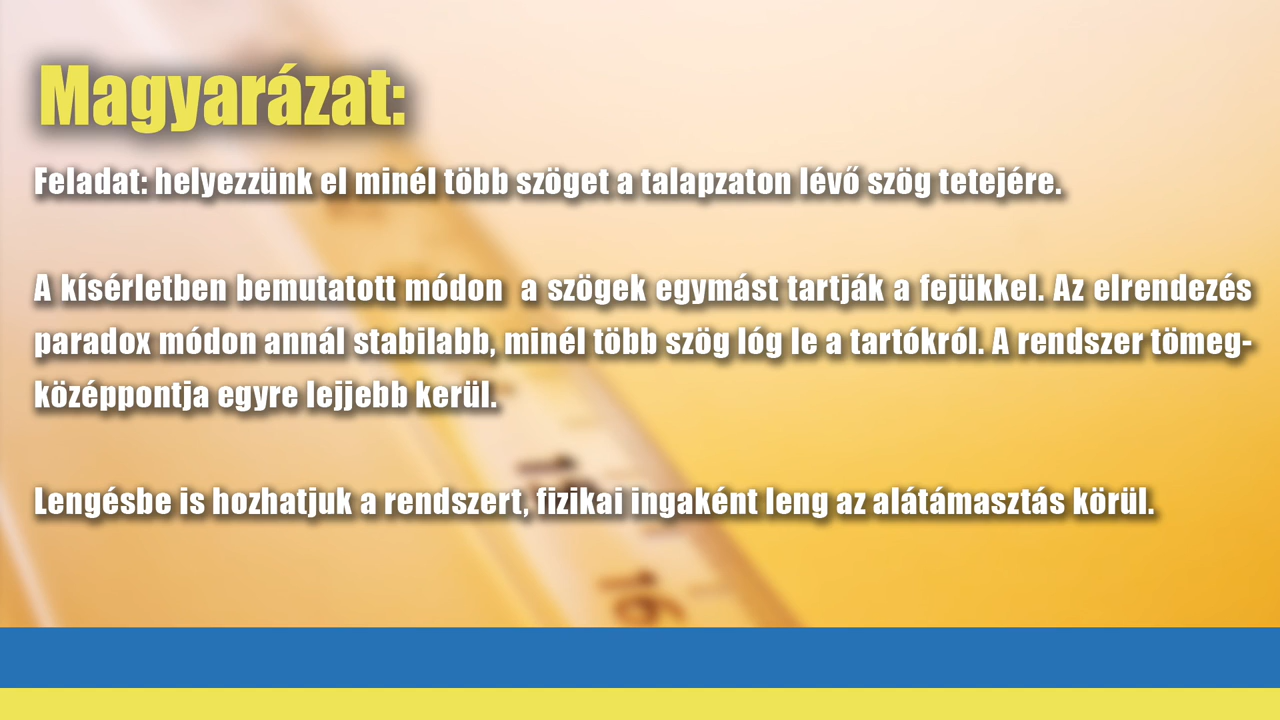 Magyarázat:
Feladat: helyezzünk el minél több szöget a talapzaton lévő szög tetejére.
A kísérletben bemutatott módon  a szögek egymást tartják a fejükkel. Az elrendezés
paradox módon annál stabilabb, minél több szög lóg le a tartókról. A rendszer tömeg-
középpontja egyre lejjebb kerül.
Lengésbe is hozhatjuk a rendszert, fizikai ingaként leng az alátámasztás körül.
16